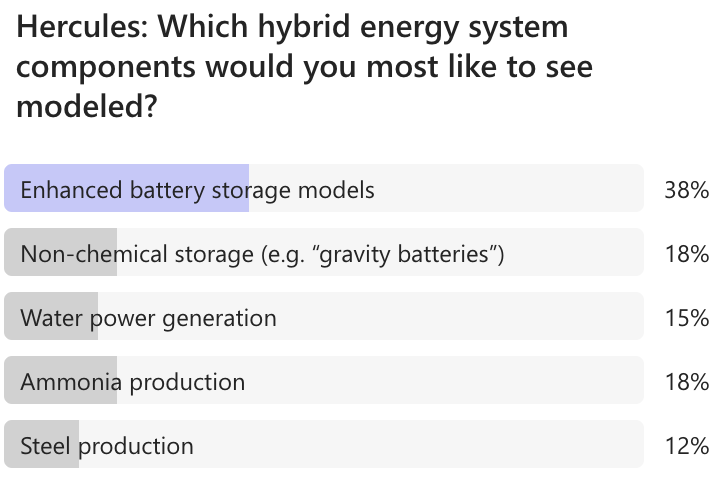 Hercules: Which hybrid energy system
components would you most like to see
modeled?
Enhanced battery storage models 38%
Non-chemical storage (e.g. “gravity batteries”) 18%
Water power generation 15%
Ammonia production 18%
Steel production 12%